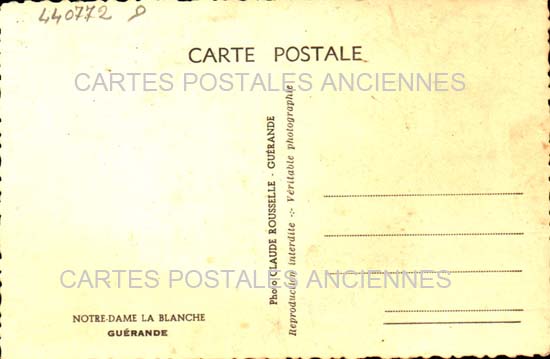 440772
CARTE POSTALE
CARTES POSTALES ANCIENNES
Photo CLAUDE ROUSSELLE - GUÉRANDE
Reproduction interdite -:- Véritable photographie
CARTES POSTALES ANCIENNES
NOTRE-DAME LA BLANCHE
GUÉRANDE